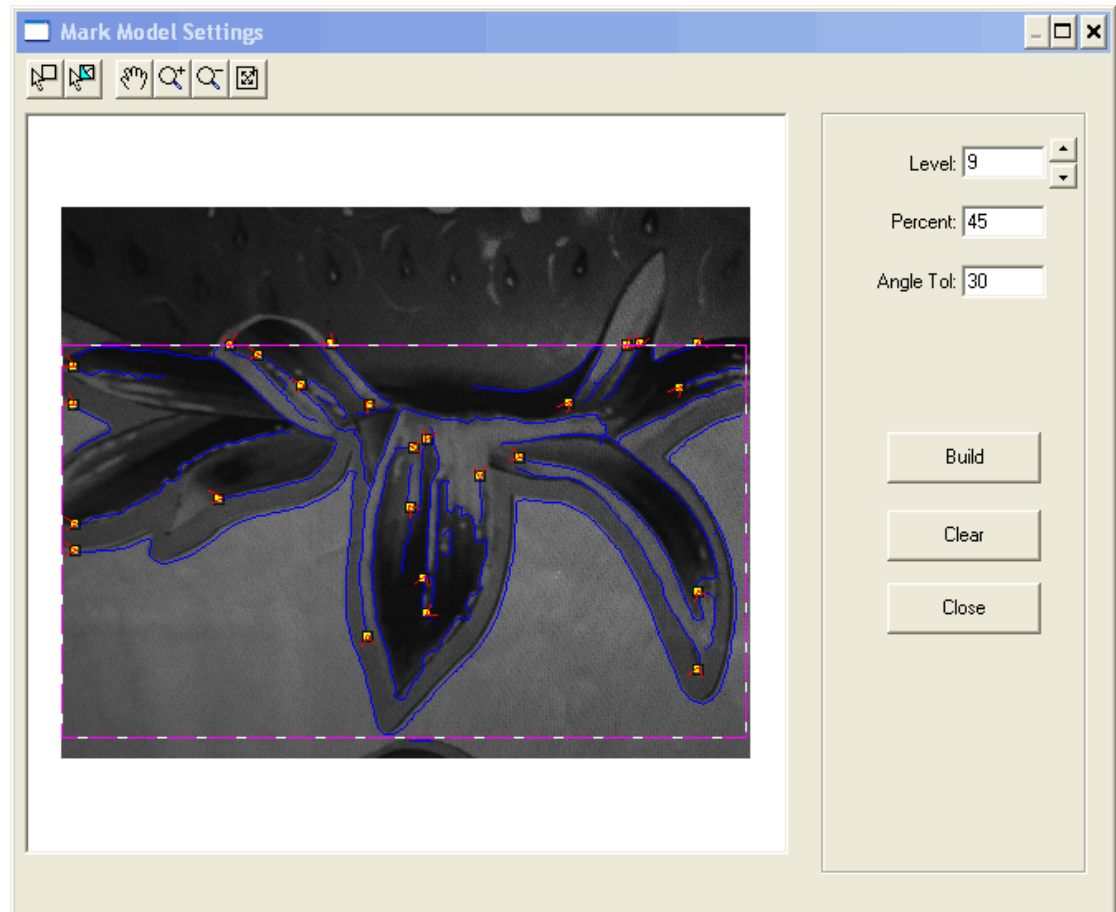 Mark Model Settings
Level: 9
Percent: 45
Angle Tol: 30
Build
Clear
Close